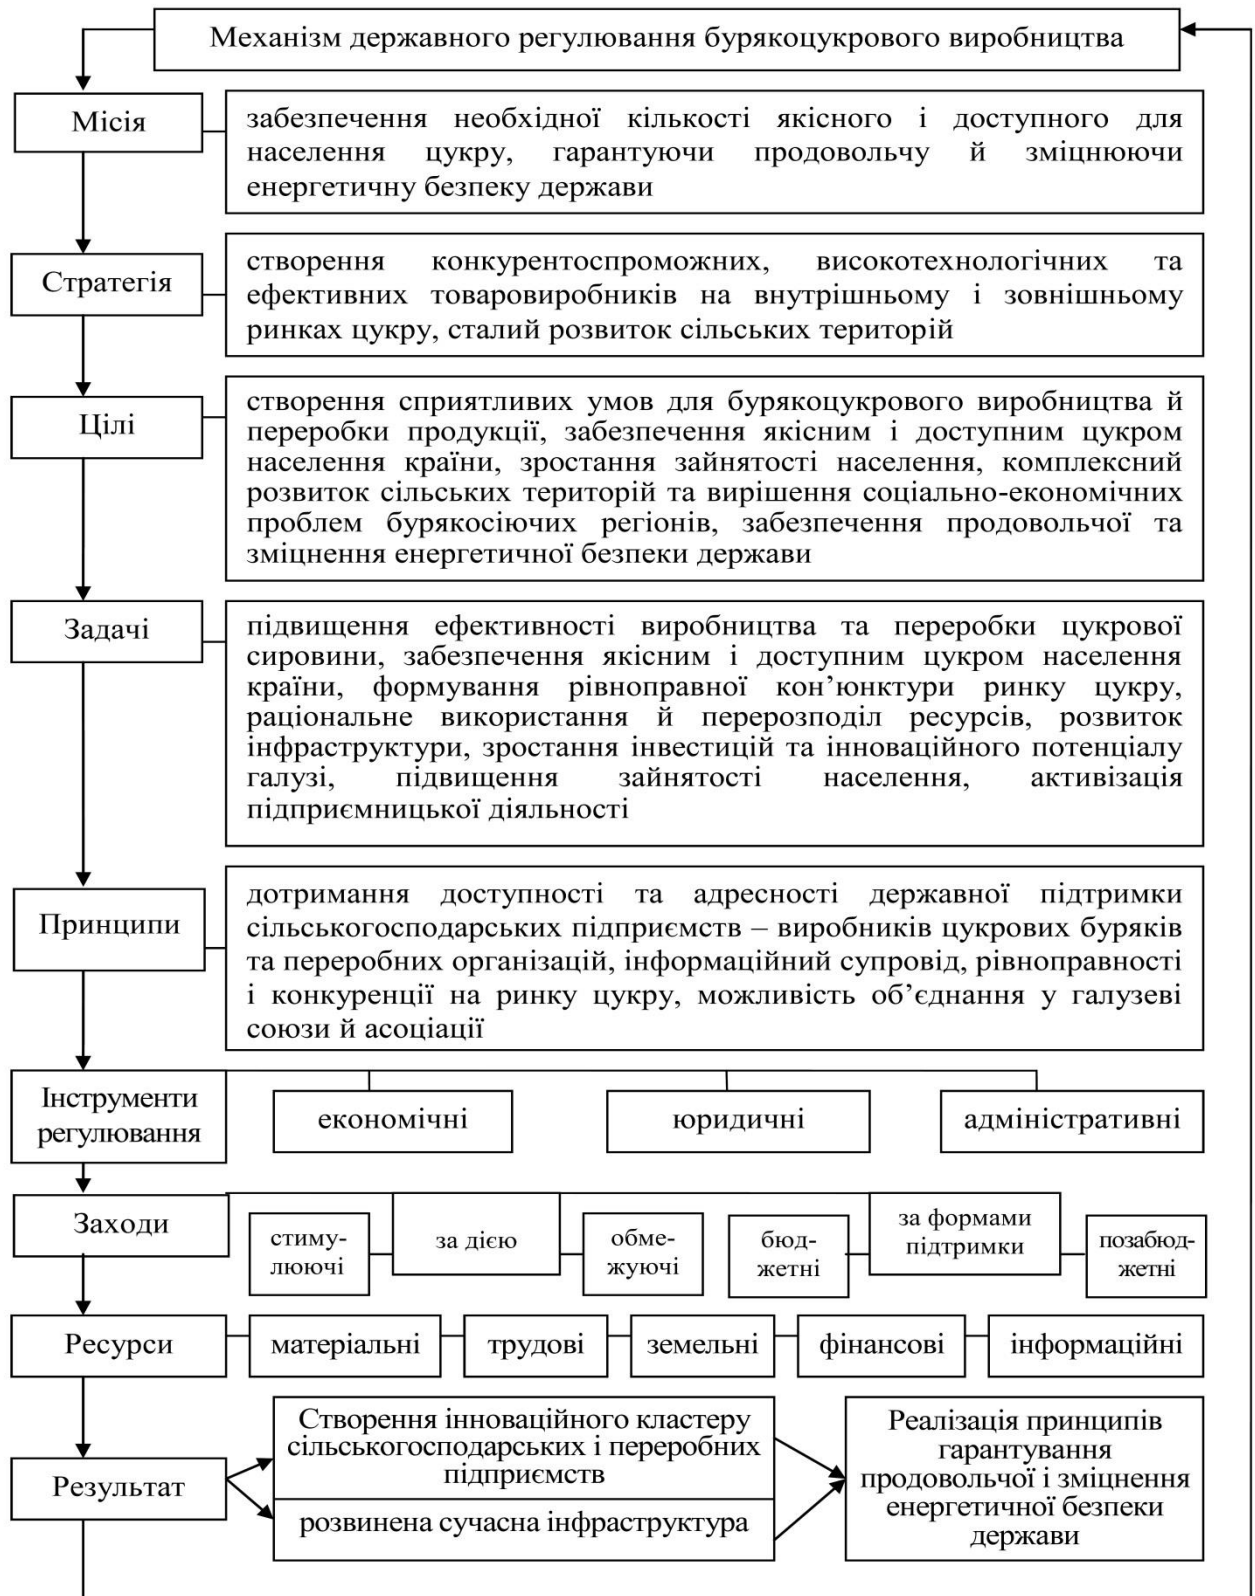 Механізм державного регулювання бурякоцукрового виробництва
Місія
забезпечення необхідної кількості якісного і доступного для
населення цукру, гарантуючи продовольчу й зміцнюючи
енергетичну безпеку держави
Стратегія
створення конкурентоспроможних, високотехнологічних та
ефективних товаровиробників на внутрішньому і зовнішньому
ринках цукру, сталий розвиток сільських територій
Цілі
створення сприятливих умов для бурякоцукрового виробництва й
переробки продукції, забезпечення якісним і доступним цукром
населення країни, зростання зайнятості населення, комплексний
розвиток сільських територій та вирішення соціально-економічних
проблем бурякосіючих регіонів, забезпечення продовольчої та
зміцнення енергетичної безпеки держави
Задачі
підвищення ефективності виробництва та переробки цукрової
сировини, забезпечення якісним і доступним цукром населення
країни, формування рівноправної кон’юнктури ринку цукру,
раціональне використання й перерозподіл ресурсів, розвиток
інфраструктури, зростання інвестицій та інноваційного потенціалу
галузі, підвищення зайнятості населення, активізація
підприємницької діяльності
Принципи
дотримання доступності та адресності державної підтримки
сільськогосподарських підприємств – виробників цукрових буряків
та переробних організацій, інформаційний супровід, рівноправності
і конкуренції на ринку цукру, можливість об’єднання у галузеві
союзи й асоціації
Інструменти
регулювання
економічні
юридичні
адміністративні
Заходи
стиму-
люючі
за дією
обме-
жуючі
бюд-
жетні
за формами
підтримки
позабюд-
жетні
Ресурси
матеріальні
трудові
земельні
фінансові
інформаційні
Результат
Створення інноваційного кластеру
сільськогосподарських і переробних
підприємств
розвинена сучасна інфраструктура
Реалізація принципів
гарантування
продовольчої і зміцнення
енергетичної безпеки
держави